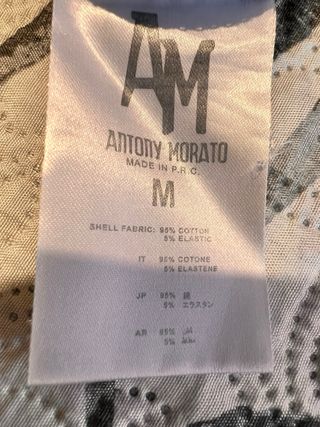 AM
ANTONY MORATO
MADE IN P.R.C.
M
SHELL FABRIC: 95% COTTON
5% ELASTIC
IT 95% COTONE
5% ELASTENE
JP 95% 綿
5% エラスタン
AR 95%
5%